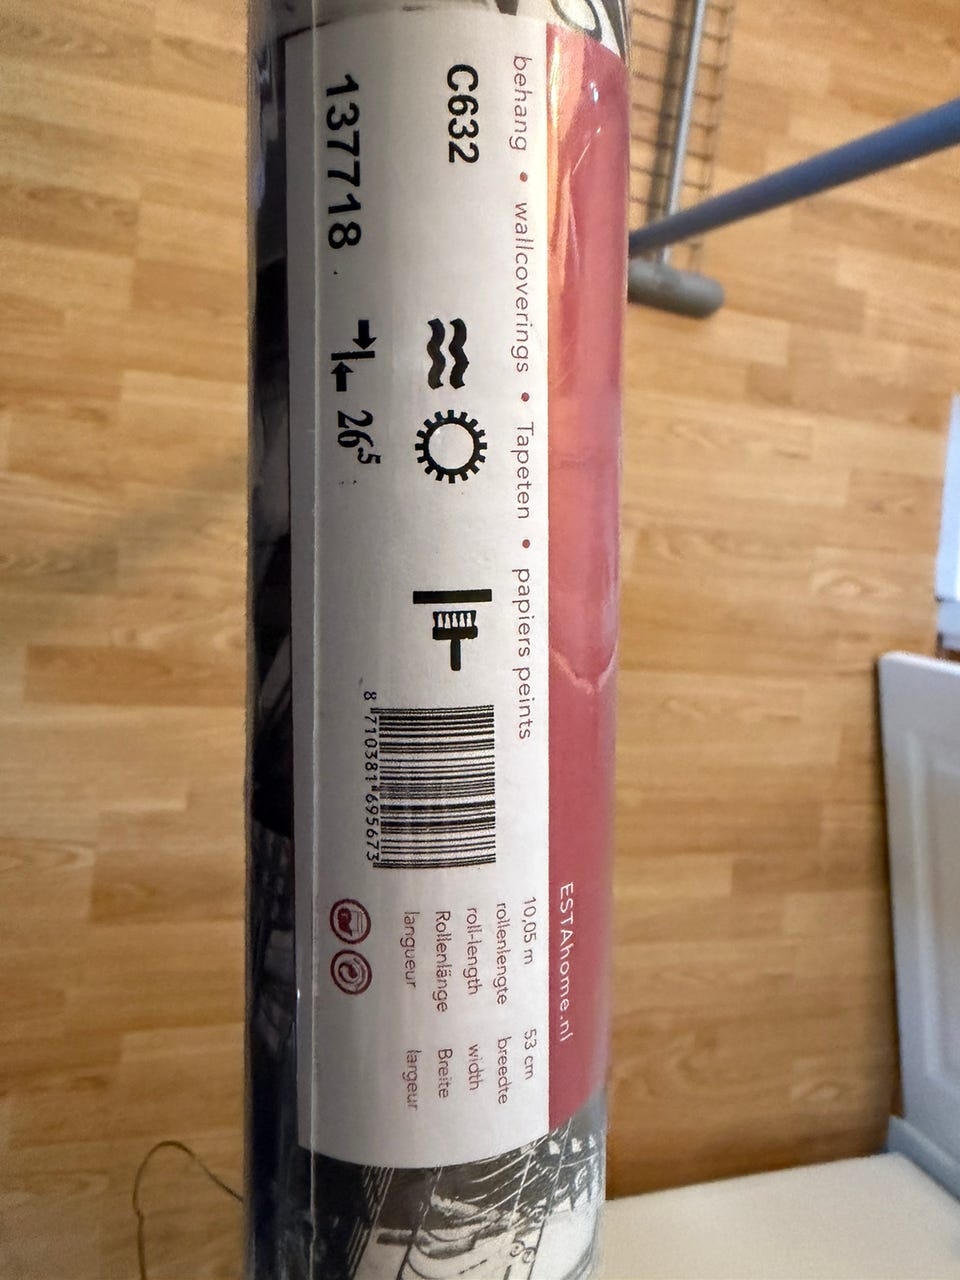 ESTAhome.nl
behang • wallcoverings • Tapeten • papiers peints
C632
137718
26⁵
8 710381 695673
10,05 m 53 cm
rollenlengte breedte
roll-length width
Rollenlänge Breite
langueur largeur